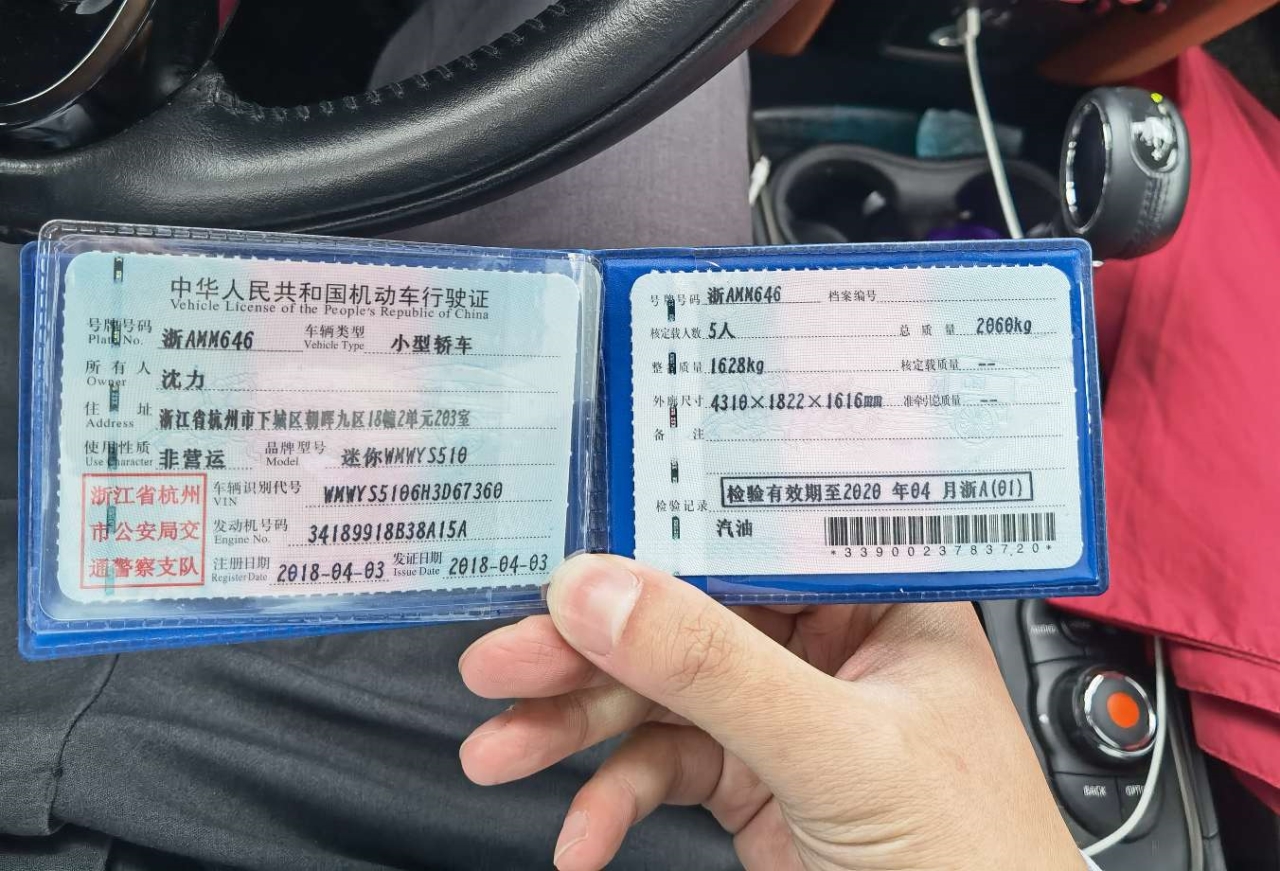 中华人民共和国机动车行驶证
Vehicle License of the People's Republic of China
号牌号码 浙AMM646 车辆类型 小型轿车
Plate No. Vehicle Type
所有人 沈力
Owner
住址 浙江省杭州市下城区朝晖九区18幢2单元203室
Address
使用性质 非营运 品牌型号 迷你WMWYS510
Use Character Model
浙江省杭州
市公安局交
通警察支队
车辆识别代号 WMWYS5106H3D67360
VIN
发动机号码 34189918B38A15A
Engine No.
注册日期 2018-04-03 发证日期 2018-04-03
Register Date Issue Date
号牌号码 浙AMM646 档案编号
核定载人数 5人 总质量 2060kg
整备质量 1628kg 核定载质量 --
外廓尺寸 4310×1822×1616mm 准牵引总质量 --
备注
检验记录 检验有效期至2020 年04 月浙A(01)
汽油
*3390023783720*
BACK